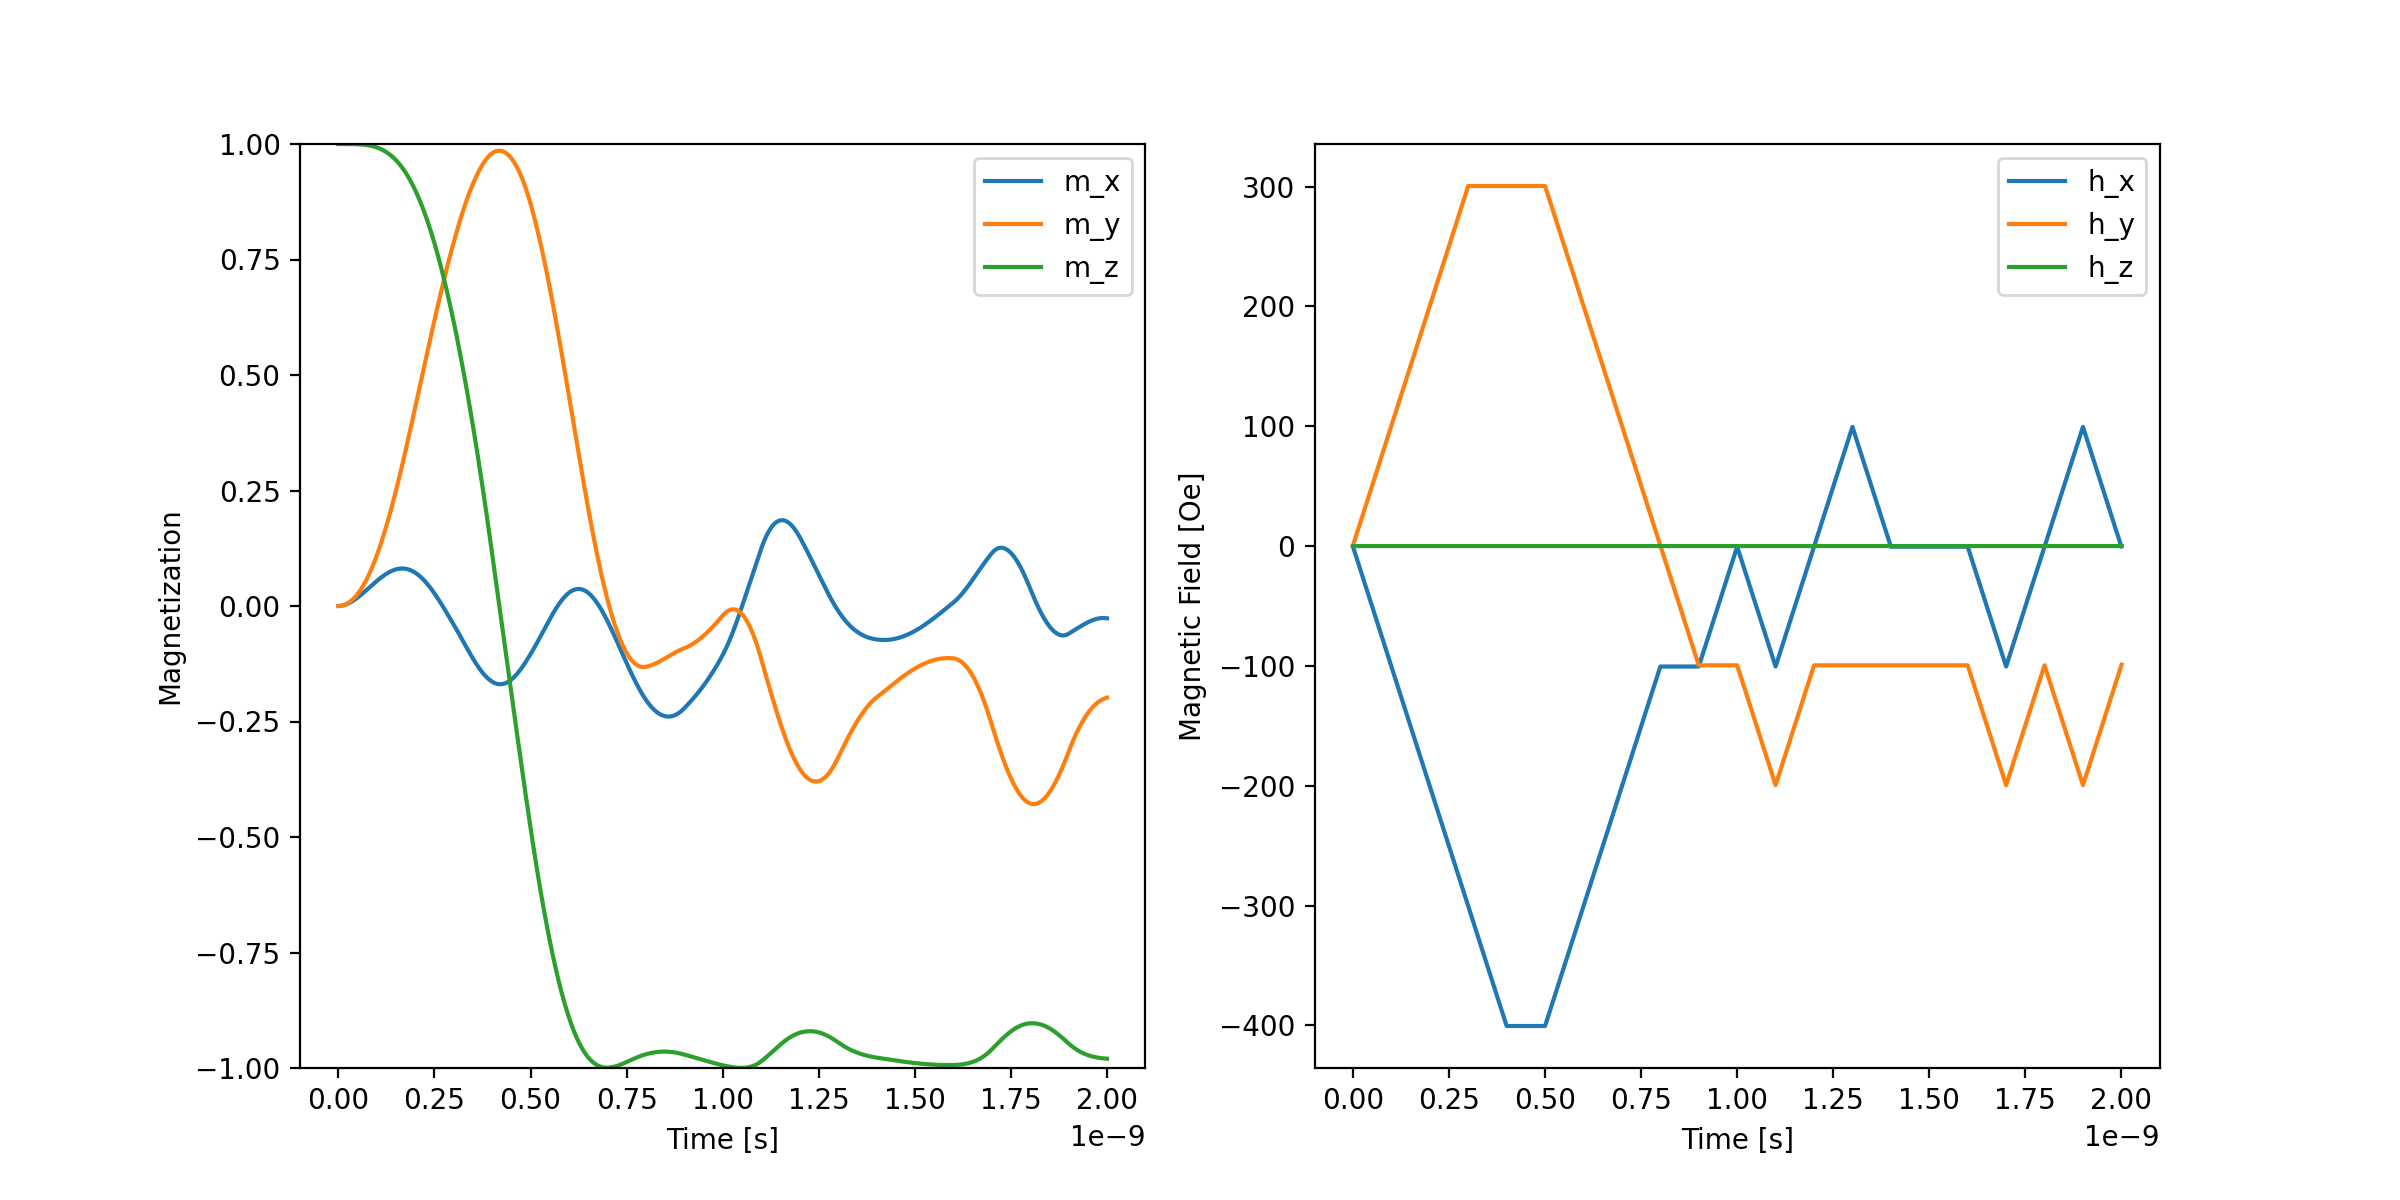 1.00
0.75
0.50
0.25
0.00
−0.25
−0.50
−0.75
−1.00
Magnetization
0.00 0.25 0.50 0.75 1.00 1.25 1.50 1.75 2.00
Time [s]
1e−9
m_x
m_y
m_z
300
200
100
0
−100
−200
−300
−400
Magnetic Field [Oe]
0.00 0.25 0.50 0.75 1.00 1.25 1.50 1.75 2.00
Time [s]
1e−9
h_x
h_y
h_z